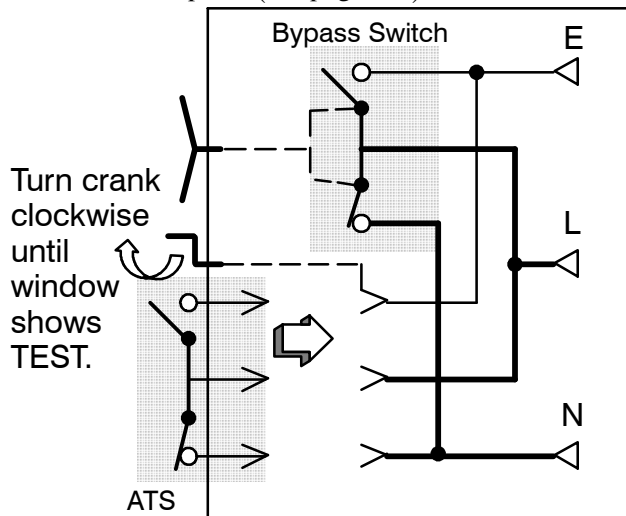 Bypass Switch
E
Turn crank
clockwise
until
window
shows
TEST.
L
N
ATS